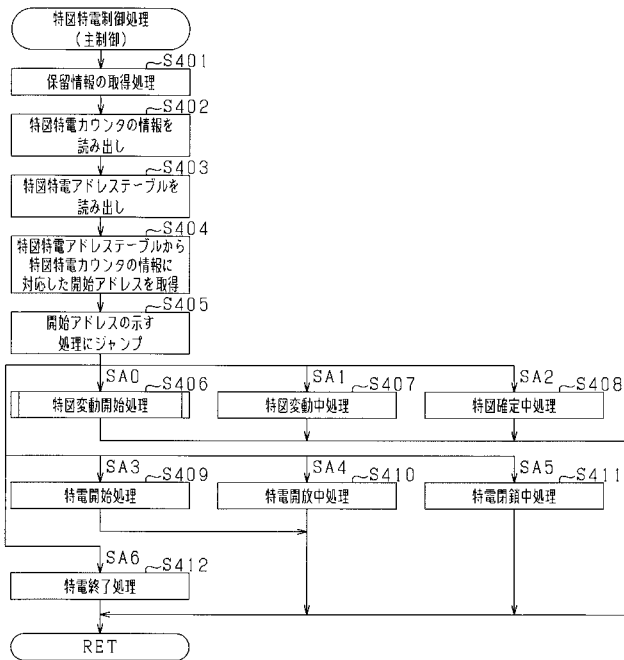 特図特電制御処理
(主制御)
S401
保留情報の取得処理
S402
特図特電カウンタの情報を
読み出し
S403
特図特電アドレステーブルを
読み出し
S404
特図特電アドレステーブルから
特図特電カウンタの情報に
対応した開始アドレスを取得
S405
開始アドレスの示す
処理にジャンプ
SA0
S406
特図変動開始処理
SA1
S407
特図変動中処理
SA2
S408
特図確定中処理
SA3
S409
特電開始処理
SA4
S410
特電開放中処理
SA5
S411
特電閉鎖中処理
SA6
S412
特電終了処理
RET